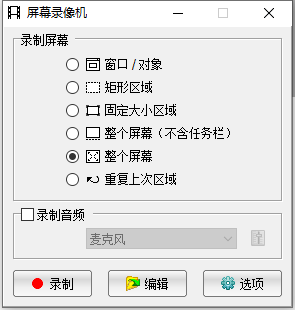 屏幕录像机
录制屏幕
窗口 / 对象
矩形区域
固定大小区域
整个屏幕（不含任务栏）
整个屏幕
重复上次区域
录制音频
麦克风
录制
编辑
选项